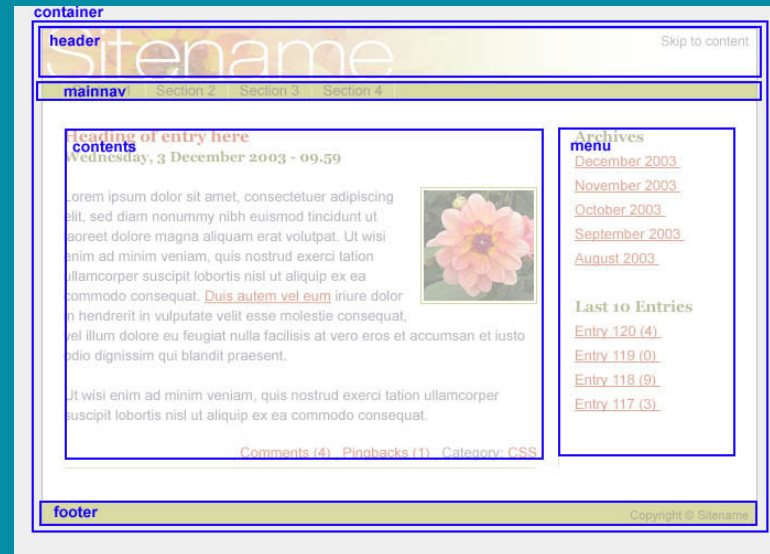 container
header
Sitename
Skip to content
mainnav
1 Section 2 Section 3 Section 4
contents
Heading of entry here
Wednesday, 3 December 2003 - 09.59
Lorem ipsum dolor sit amet, consectetuer adipiscing
elit, sed diam nonummy nibh euismod tincidunt ut
laoreet dolore magna aliquam erat volutpat. Ut wisi
enim ad minim veniam, quis nostrud exerci tation
ullamcorper suscipit lobortis nisl ut aliquip ex ea
commodo consequat. Duis autem vel eum iriure dolor
in hendrerit in vulputate velit esse molestie consequat,
vel illum dolore eu feugiat nulla facilisis at vero eros et accumsan et iusto
odio dignissim qui blandit praesent.
Ut wisi enim ad minim veniam, quis nostrud exerci tation ullamcorper
suscipit lobortis nisl ut aliquip ex ea commodo consequat.
Comments (4) Pingbacks (1) Category: CSS
menu
Archives
December 2003
November 2003
October 2003
September 2003
August 2003
Last 10 Entries
Entry 120 (4)
Entry 119 (0)
Entry 118 (9)
Entry 117 (3)
footer
Copyright © Sitename